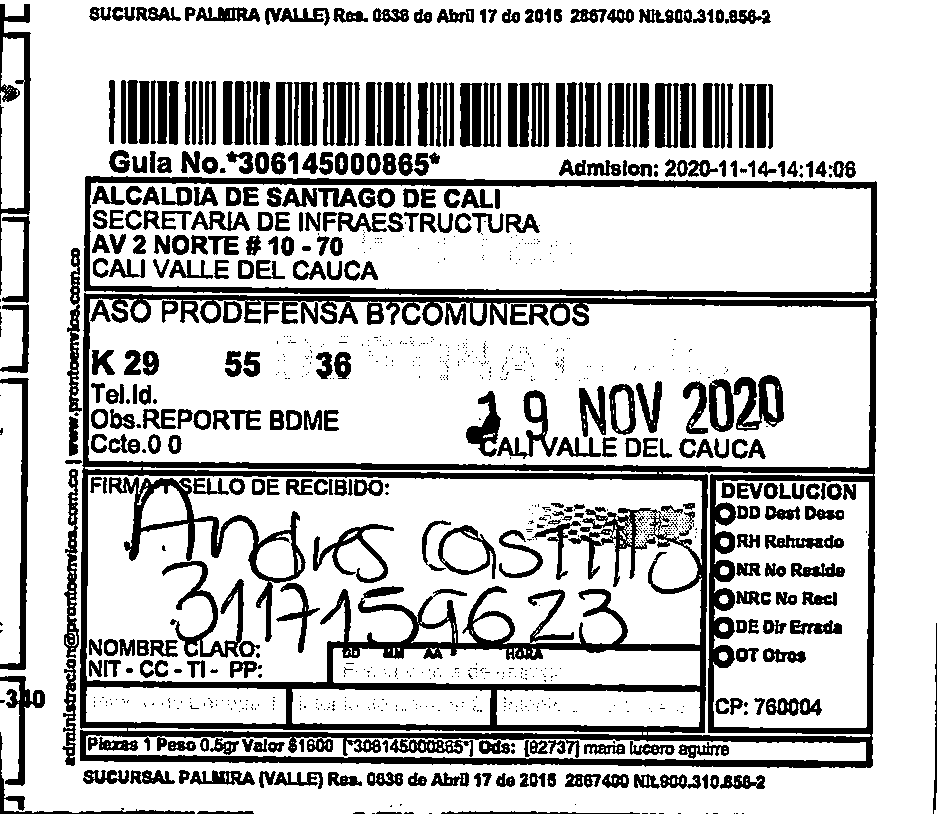 SUCURSAL PALMIRA (VALLE) Res. 0636 de Abril 17 de 2015 2867400 Nit.900.310.856-2
Guia No.*306145000865*
Admision: 2020-11-14-14:14:06
ALCALDIA DE SANTIAGO DE CALI
SECRETARIA DE INFRAESTRUCTURA
AV 2 NORTE # 10 - 70
CALI VALLE DEL CAUCA
ASO PRODEFENSA B?COMUNEROS
K 29 55 36
Tel.Id.
Obs.REPORTE BDME
19 NOV 2020
Ccte.0 0
CALI VALLE DEL CAUCA
FIRMA Y SELLO DE RECIBIDO:
Andres Castillo
3117159623
NOMBRE CLARO:
NIT - CC - TI - PP:
DD MM AA HORA
DEVOLUCION
DD Dest Desc
RH Rehusado
NR No Reside
NRC No Recl
DE Dir Errada
OT Otros
CP: 760004
Piezas 1 Peso 0.5gr Valor $1600 [*306145000865*] Ods: [82737] maria lucero aguirre
SUCURSAL PALMIRA (VALLE) Res. 0636 de Abril 17 de 2015 2867400 Nit.900.310.856-2
administracion@prontoenvios.com.co | www.prontoenvios.com.co
-340